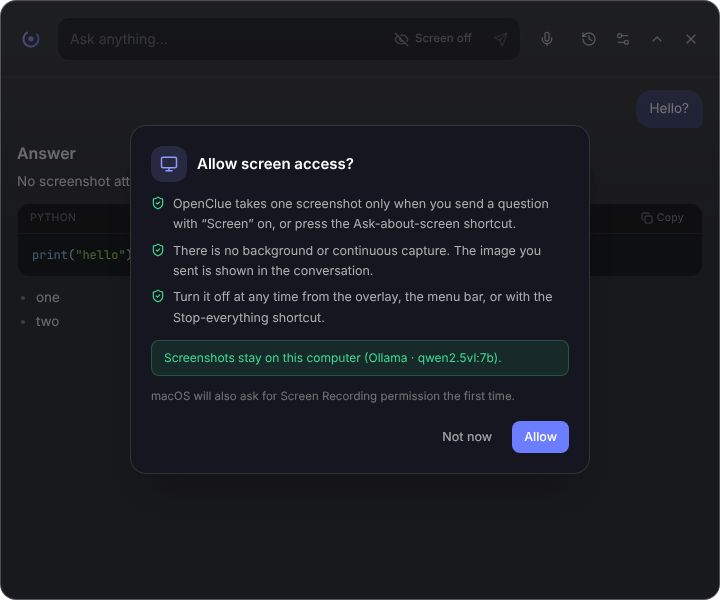 Ask anything...
Screen off
Hello?
Answer
No screenshot att
PYTHON
Copy
print("hello")
one
two
Allow screen access?
OpenClue takes one screenshot only when you send a question
with “Screen” on, or press the Ask-about-screen shortcut.
There is no background or continuous capture. The image you
sent is shown in the conversation.
Turn it off at any time from the overlay, the menu bar, or with the
Stop-everything shortcut.
Screenshots stay on this computer (Ollama · qwen2.5vl:7b).
macOS will also ask for Screen Recording permission the first time.
Not now
Allow